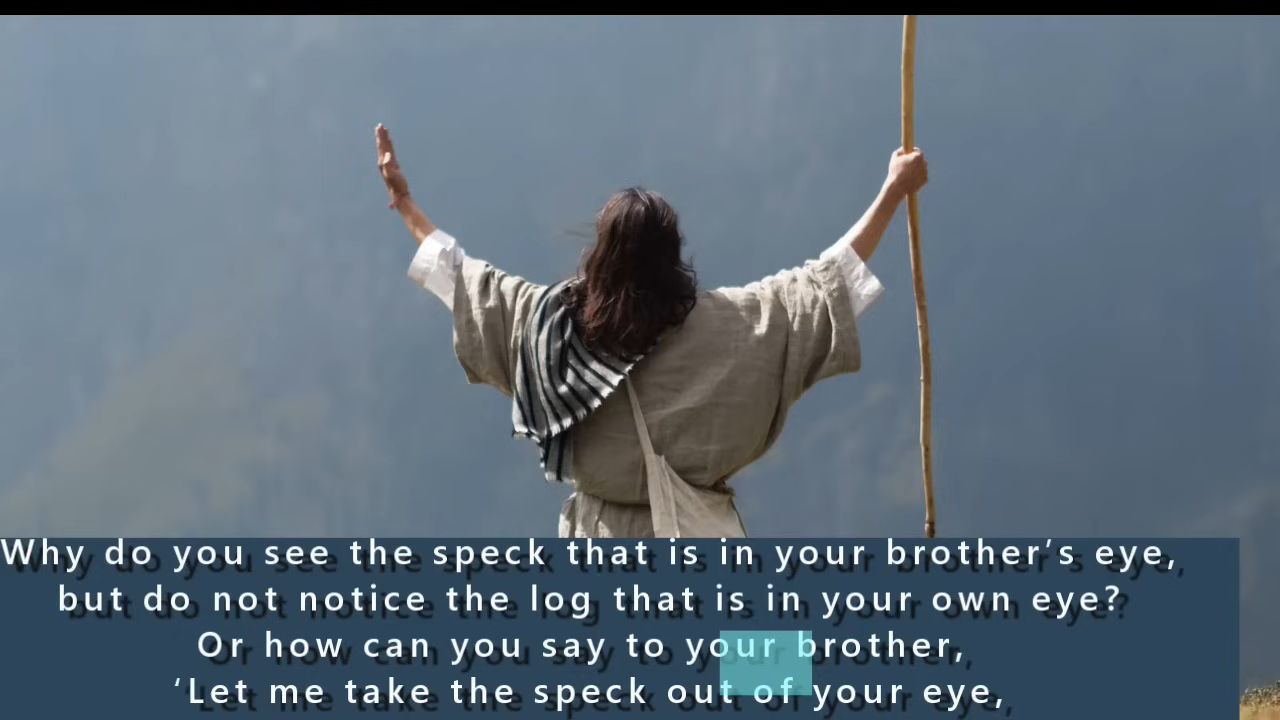 Why do you see the speck that is in your brother’s eye,
but do not notice the log that is in your own eye?
Or how can you say to your brother,
‘Let me take the speck out of your eye,